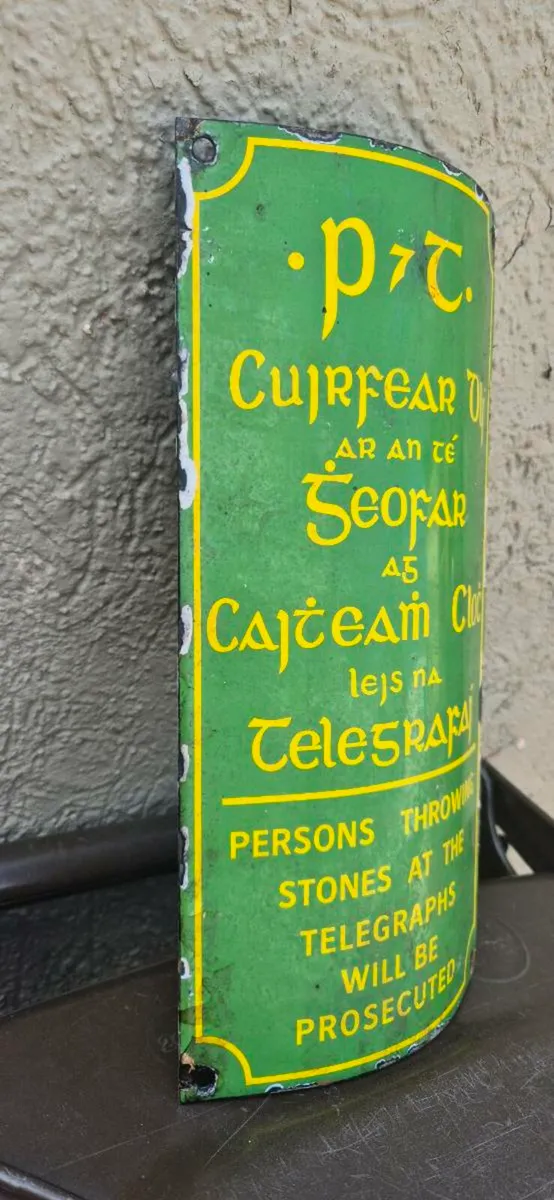 ·P⁊T.
Cuirfear
ar an té
Ġeofar
ag
Caiṫeaṁ Cloċ
leis na
Telegrafaí
PERSONS THROWING
STONES AT THE
TELEGRAPHS
WILL BE
PROSECUTED